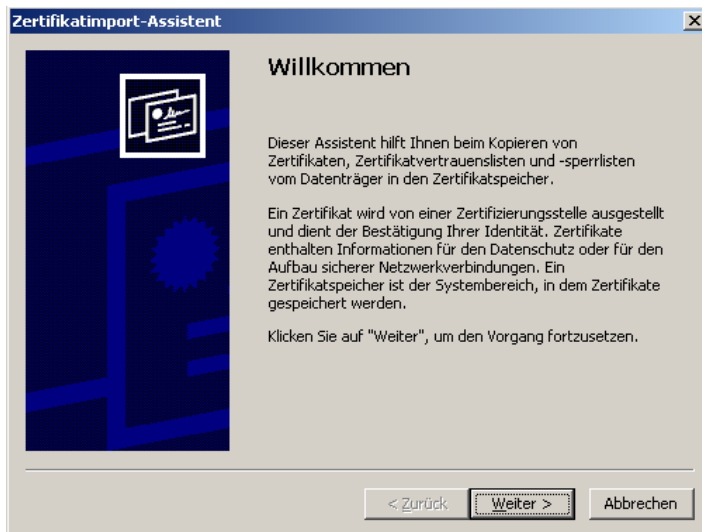 Zertifikatimport-Assistent
Willkommen
Dieser Assistent hilft Ihnen beim Kopieren von
Zertifikaten, Zertifikatvertrauenslisten und -sperrlisten
vom Datenträger in den Zertifikatspeicher.
Ein Zertifikat wird von einer Zertifizierungsstelle ausgestellt
und dient der Bestätigung Ihrer Identität. Zertifikate
enthalten Informationen für den Datenschutz oder für den
Aufbau sicherer Netzwerkverbindungen. Ein
Zertifikatspeicher ist der Systembereich, in dem Zertifikate
gespeichert werden.
Klicken Sie auf "Weiter", um den Vorgang fortzusetzen.
< Zurück Weiter > Abbrechen